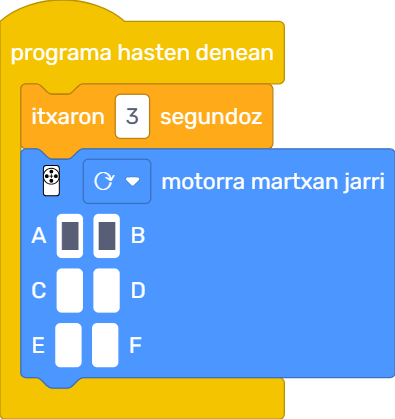 programa hasten denean
itxaron 3 segundoz
motorra martxan jarri
A B
C D
E F